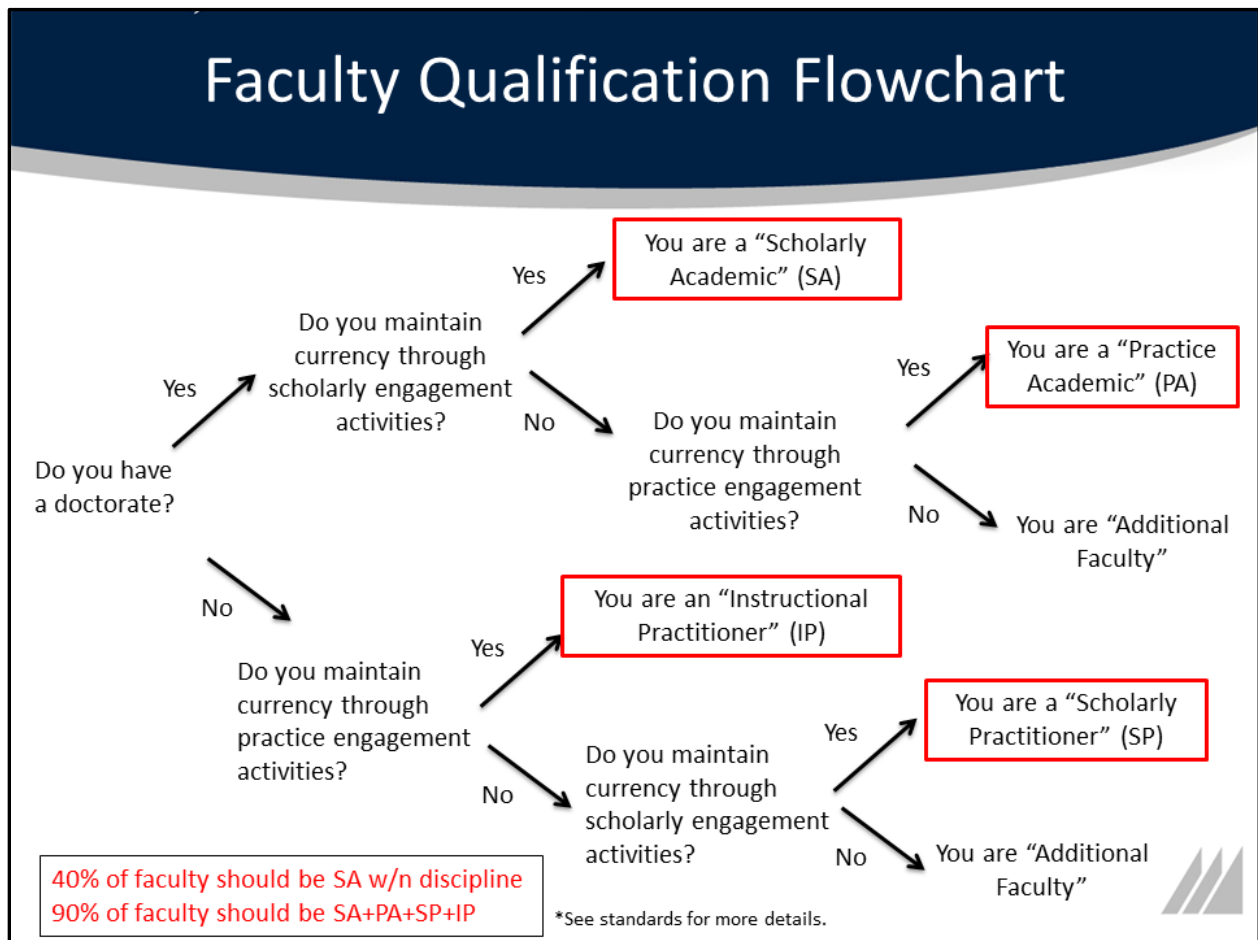 Faculty Qualification Flowchart
You are a “Scholarly
Academic” (SA)
Yes
Do you maintain
currency through
scholarly engagement
activities?
You are a “Practice
Academic” (PA)
Yes
Yes
No
Do you maintain
currency through
practice engagement
activities?
Do you have
a doctorate?
No
You are “Additional
Faculty”
No
You are an “Instructional
Practitioner” (IP)
Yes
Do you maintain
currency through
practice engagement
activities?
You are a “Scholarly
Practitioner” (SP)
Yes
No
Do you maintain
currency through
scholarly engagement
activities?
No
You are “Additional
Faculty”
40% of faculty should be SA w/n discipline
90% of faculty should be SA+PA+SP+IP
*See standards for more details.